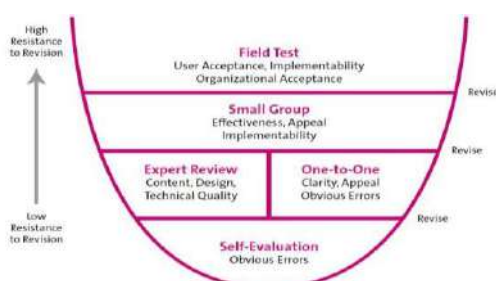 High
Resistance
to Revision
Field Test
User Acceptance, Implementability
Organizational Acceptance
Revise
Small Group
Effectiveness, Appeal
Implementability
Revise
Expert Review
Content, Design,
Technical Quality
One-to-One
Clarity, Appeal
Obvious Errors
Revise
Low
Resistance
to Revision
Self-Evaluation
Obvious Errors